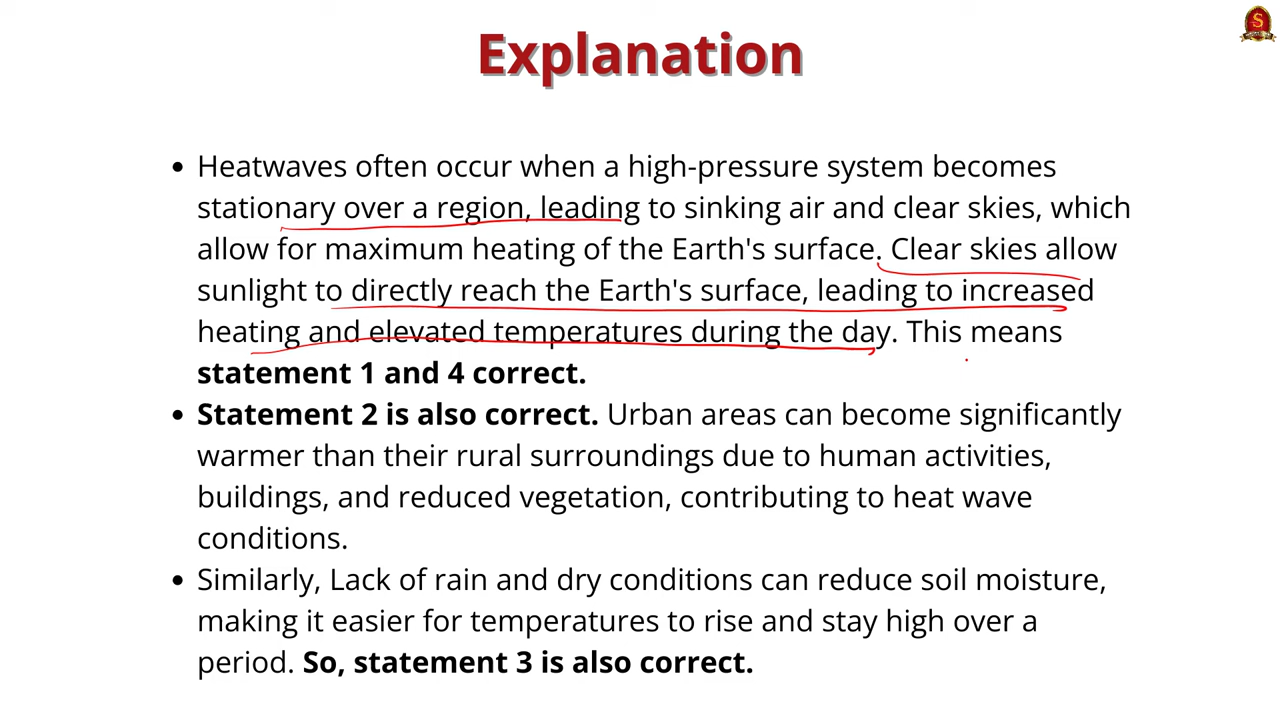 Explanation
• Heatwaves often occur when a high-pressure system becomes
stationary over a region, leading to sinking air and clear skies, which
allow for maximum heating of the Earth's surface. Clear skies allow
sunlight to directly reach the Earth's surface, leading to increased
heating and elevated temperatures during the day. This means
statement 1 and 4 correct.
• Statement 2 is also correct. Urban areas can become significantly
warmer than their rural surroundings due to human activities,
buildings, and reduced vegetation, contributing to heat wave
conditions.
• Similarly, Lack of rain and dry conditions can reduce soil moisture,
making it easier for temperatures to rise and stay high over a
period. So, statement 3 is also correct.